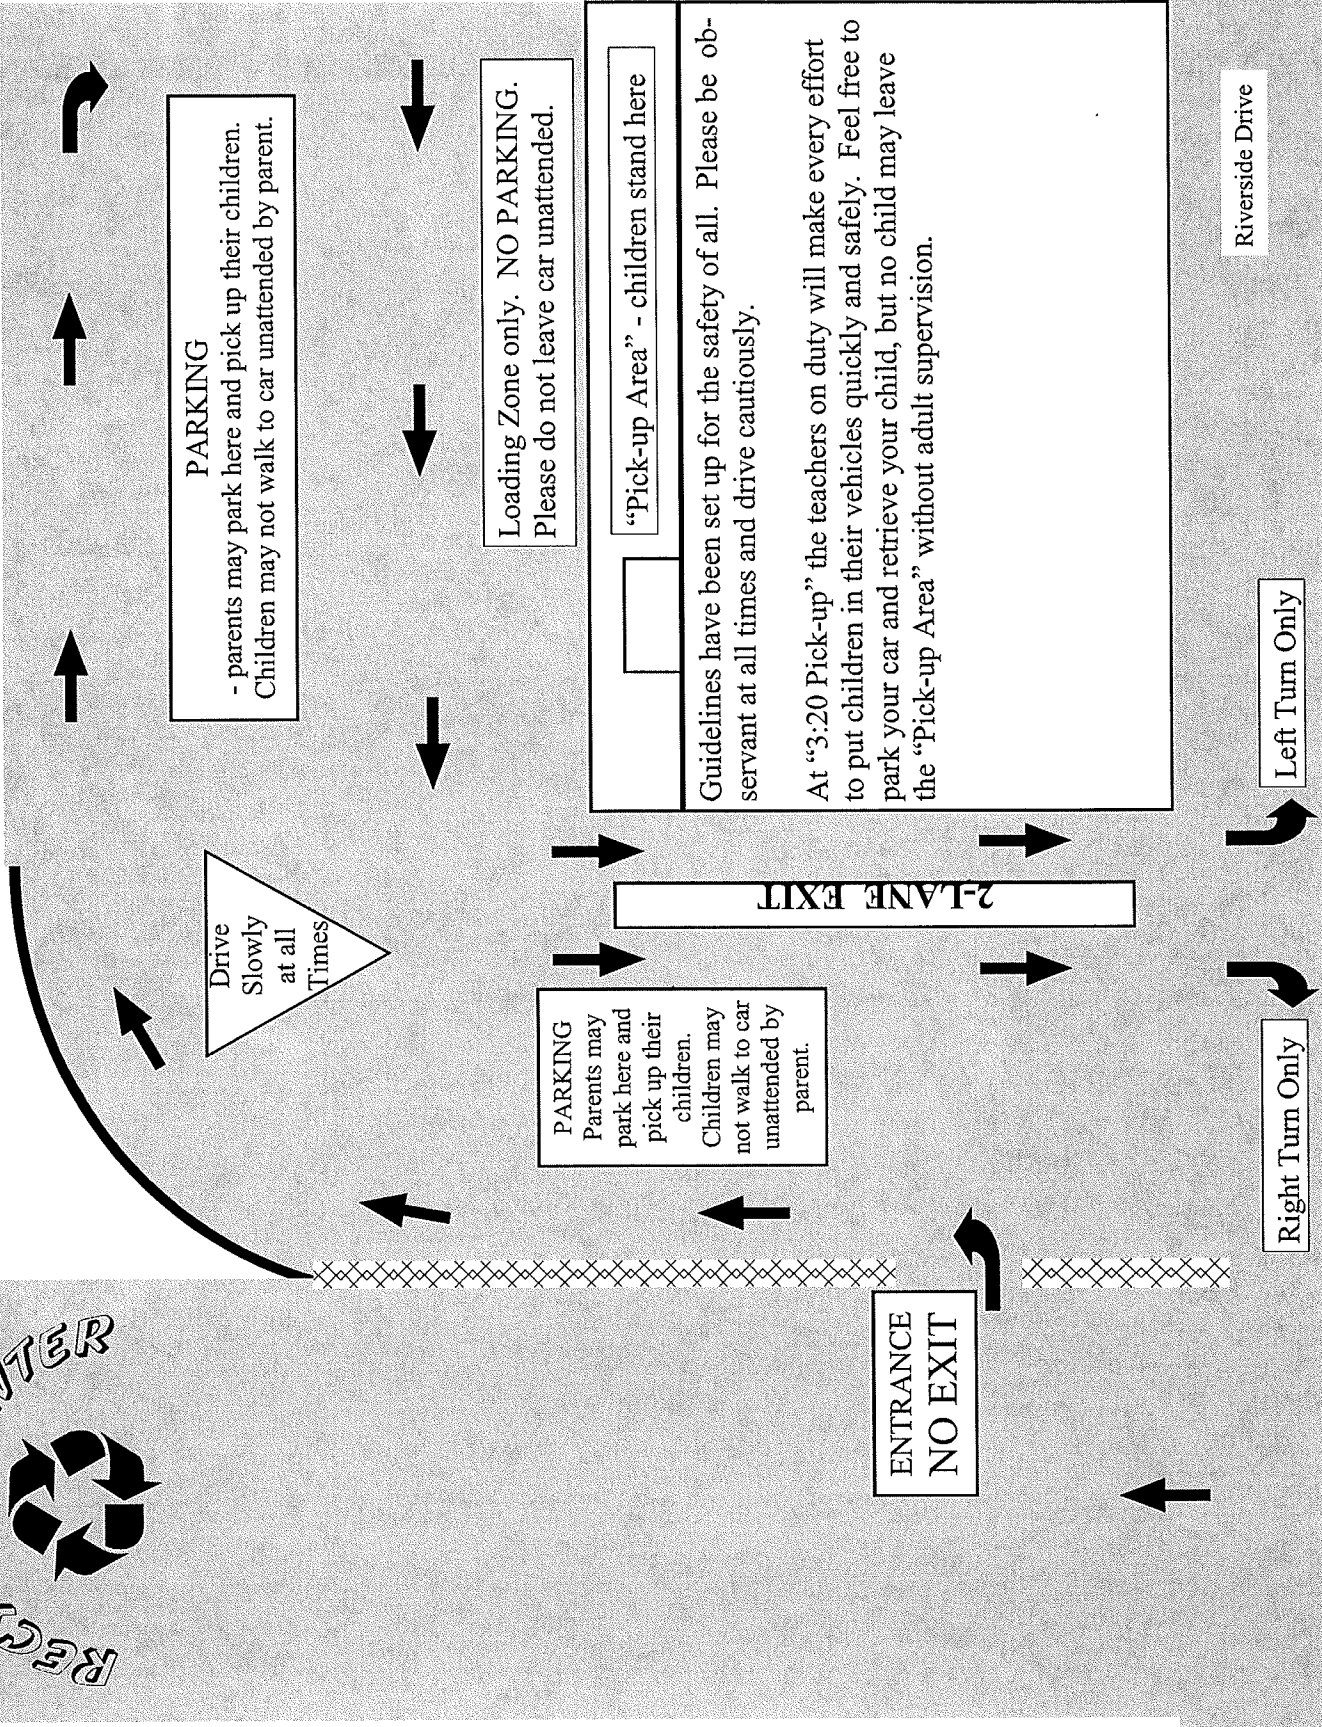 PARKING
- parents may park here and pick up their children.
Children may not walk to car unattended by parent.
Drive
Slowly
at all
Times
Loading Zone only.  NO PARKING.
Please do not leave car unattended.
“Pick-up Area” - children stand here
PARKING
Parents may
park here and
pick up their
children.
Children may
not walk to car
unattended by
parent.
2-LANE EXIT
Guidelines have been set up for the safety of all.  Please be ob-
servant at all times and drive cautiously.
At “3:20 Pick-up” the teachers on duty will make every effort
to put children in their vehicles quickly and safely.  Feel free to
park your car and retrieve your child, but no child may leave
the “Pick-up Area” without adult supervision.
ENTRANCE
NO EXIT
Riverside Drive
Right Turn Only
Left Turn Only